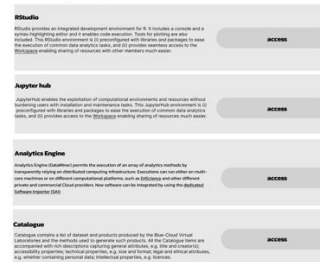 RStudio
RStudio provides an integrated development environment for R. It includes a console and a
syntax-highlighting editor and it enables code execution. Tools for plotting are also
included. This RStudio environment is (i) preconfigured with libraries and packages to ease
the execution of common data analytics tasks, and (ii) provides seamless access to the
Workspace enabling sharing of resources with other members much easier.
access
Jupyter hub
JupyterHub enables the exploitation of computational environments and resources without
burdening users with installation and maintenance tasks. This JupyterHub environment is (i)
preconfigured with libraries and packages to ease the execution of common data analytics
tasks, and (ii) provides access to the Workspace enabling sharing of resources much easier.
access
Analytics Engine
Analytics Engine (DataMiner) permits the execution of an array of analytics methods by
transparently relying on distributed computing infrastructure. Executions can run either on multi-
core machines or on different computational platforms, such as D4Science and other different
private and commercial Cloud providers. New software can be integrated by using the dedicated
Software Importer (SAI).
access
Catalogue
Catalogue contains a list of dataset and products produced by the Blue-Cloud Virtual
Laboratories and the methods used to generate such products. All the Catalogue items are
accompanied with rich descriptions capturing general attributes, e.g. title and creator(s);
accessibility properties; technical properties, e.g. size and format; legal and ethical attributes,
e.g. whether containing personal data; intellectual properties, e.g. licences.
access